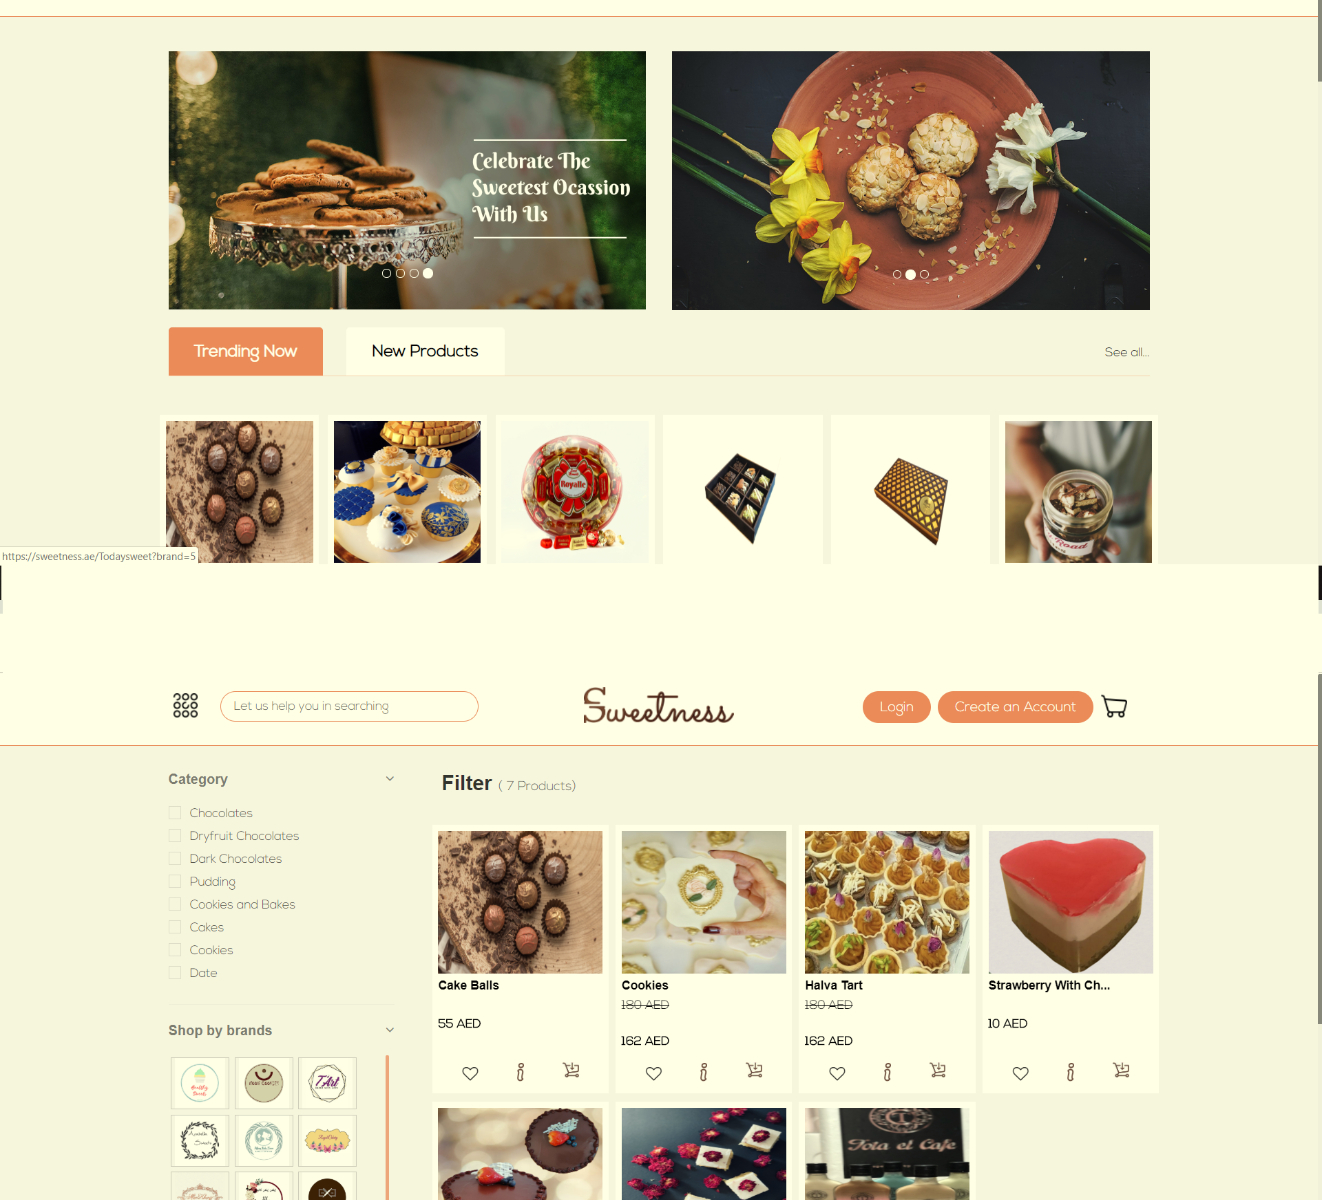 Celebrate The
Sweetest Ocassion
With Us
Trending Now
New Products
See all...
Royalle
Road
https://sweetness.ae/Todaysweet?brand=5
Let us help you in searching
Sweetness
Login
Create an Account
Category
Chocolates
Dryfruit Chocolates
Dark Chocolates
Pudding
Cookies and Bakes
Cakes
Cookies
Date
Shop by brands
Filter ( 7 Products)
Cake Balls
55 AED
Cookies
180 AED
162 AED
Halva Tart
180 AED
162 AED
Strawberry With Ch...
10 AED